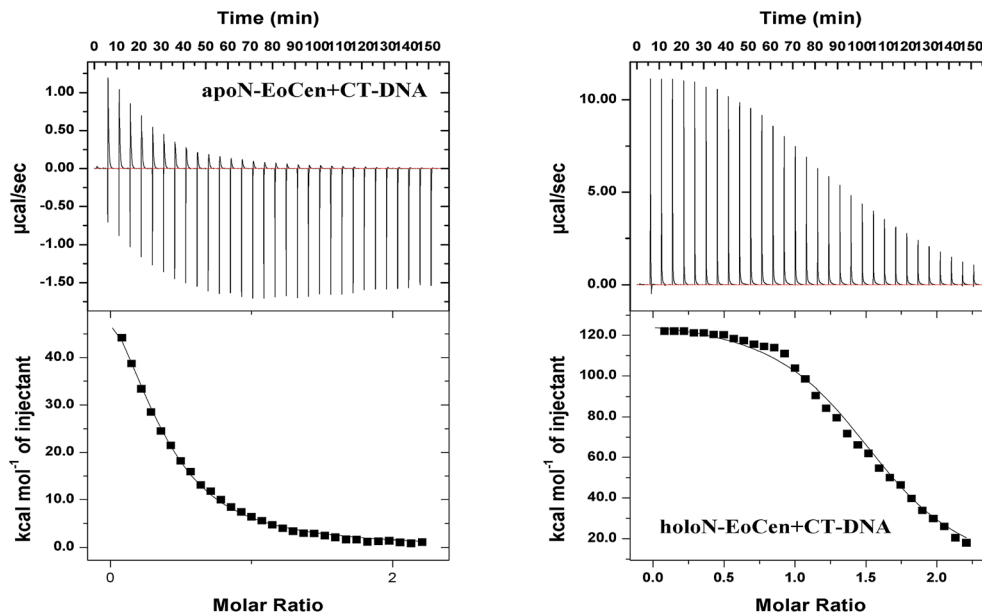 Time (min)
0 10 20 30 40 50 60 70 80 90 100 110 120 130 140 150
apoN-EoCen+CT-DNA
1.00
0.50
0.00
-0.50
-1.00
-1.50
µcal/sec
40.0
30.0
20.0
10.0
0.0
kcal mol⁻¹ of injectant
0 2
Molar Ratio
Time (min)
0 10 20 30 40 50 60 70 80 90 100 110 120 130 140 150
10.00
5.00
0.00
µcal/sec
120.0
100.0
80.0
60.0
40.0
20.0
kcal mol⁻¹ of injectant
holoN-EoCen+CT-DNA
0.0 0.5 1.0 1.5 2.0
Molar Ratio